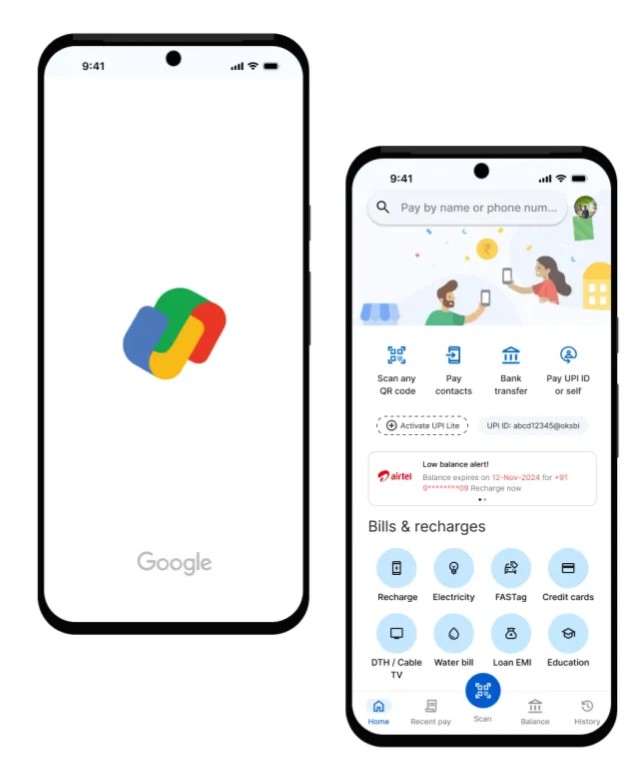 9:41
Google
9:41
Pay by name or phone num...
₹
Scan any
QR code
Pay
contacts
Bank
transfer
Pay UPI ID
or self
Activate UPI Lite
UPI ID: abcd12345@oksbi
airtel
Low balance alert!
Balance expires on 12-Nov-2024 for +91
9********09 Recharge now
Bills & recharges
Recharge
Electricity
FASTag
Credit cards
DTH / Cable
TV
Water bill
Loan EMI
Education
Home
Recent pay
Scan
Balance
History